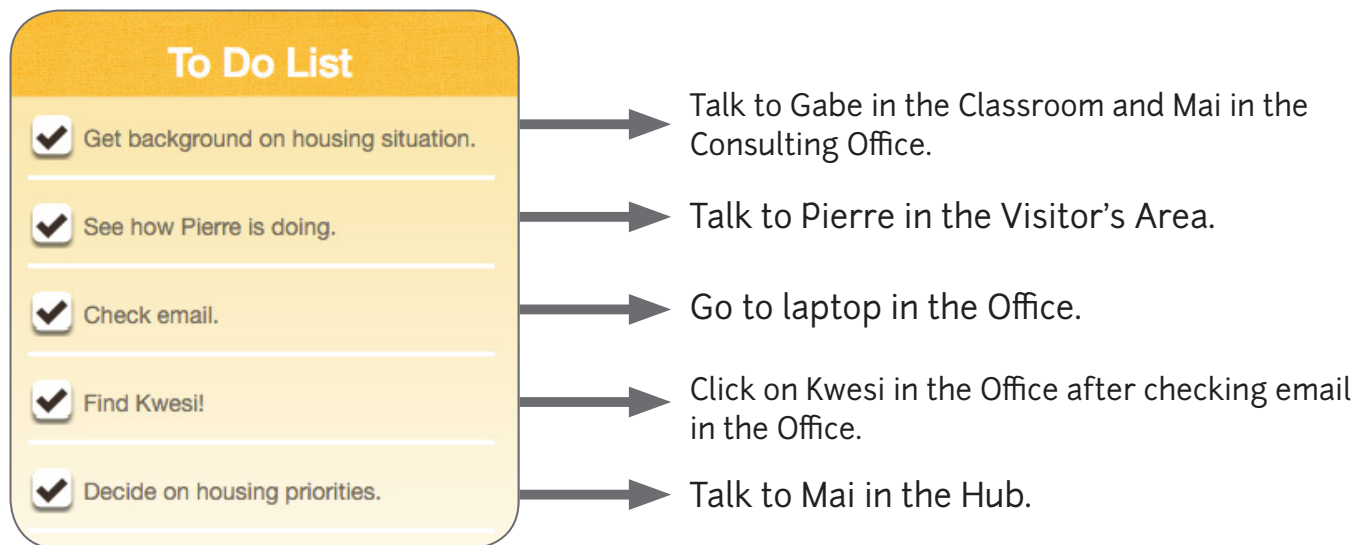 To Do List
Get background on housing situation.
Talk to Gabe in the Classroom and Mai in the
Consulting Office.
See how Pierre is doing.
Talk to Pierre in the Visitor’s Area.
Check email.
Go to laptop in the Office.
Find Kwesi!
Click on Kwesi in the Office after checking email
in the Office.
Decide on housing priorities.
Talk to Mai in the Hub.